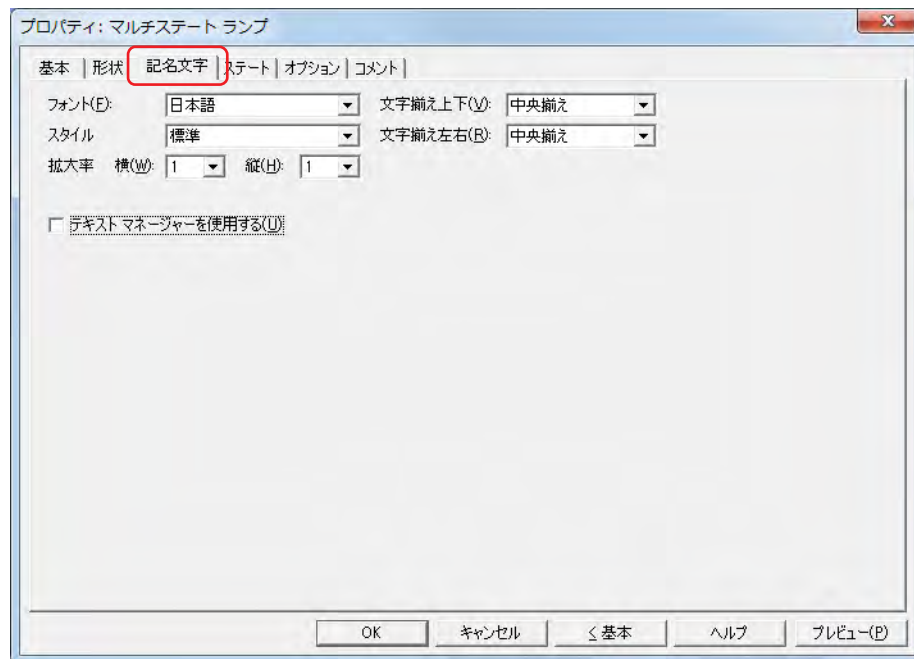 プロパティ: マルチステート ランプ
基本 形状 記名文字 ステート オプション コメント
フォント(F): 日本語 文字揃え上下(V): 中央揃え
スタイル 標準 文字揃え左右(R): 中央揃え
拡大率 横(W): 1 縦(H): 1
テキスト マネージャーを使用する(U)
OK キャンセル < 基本 ヘルプ プレビュー(P)